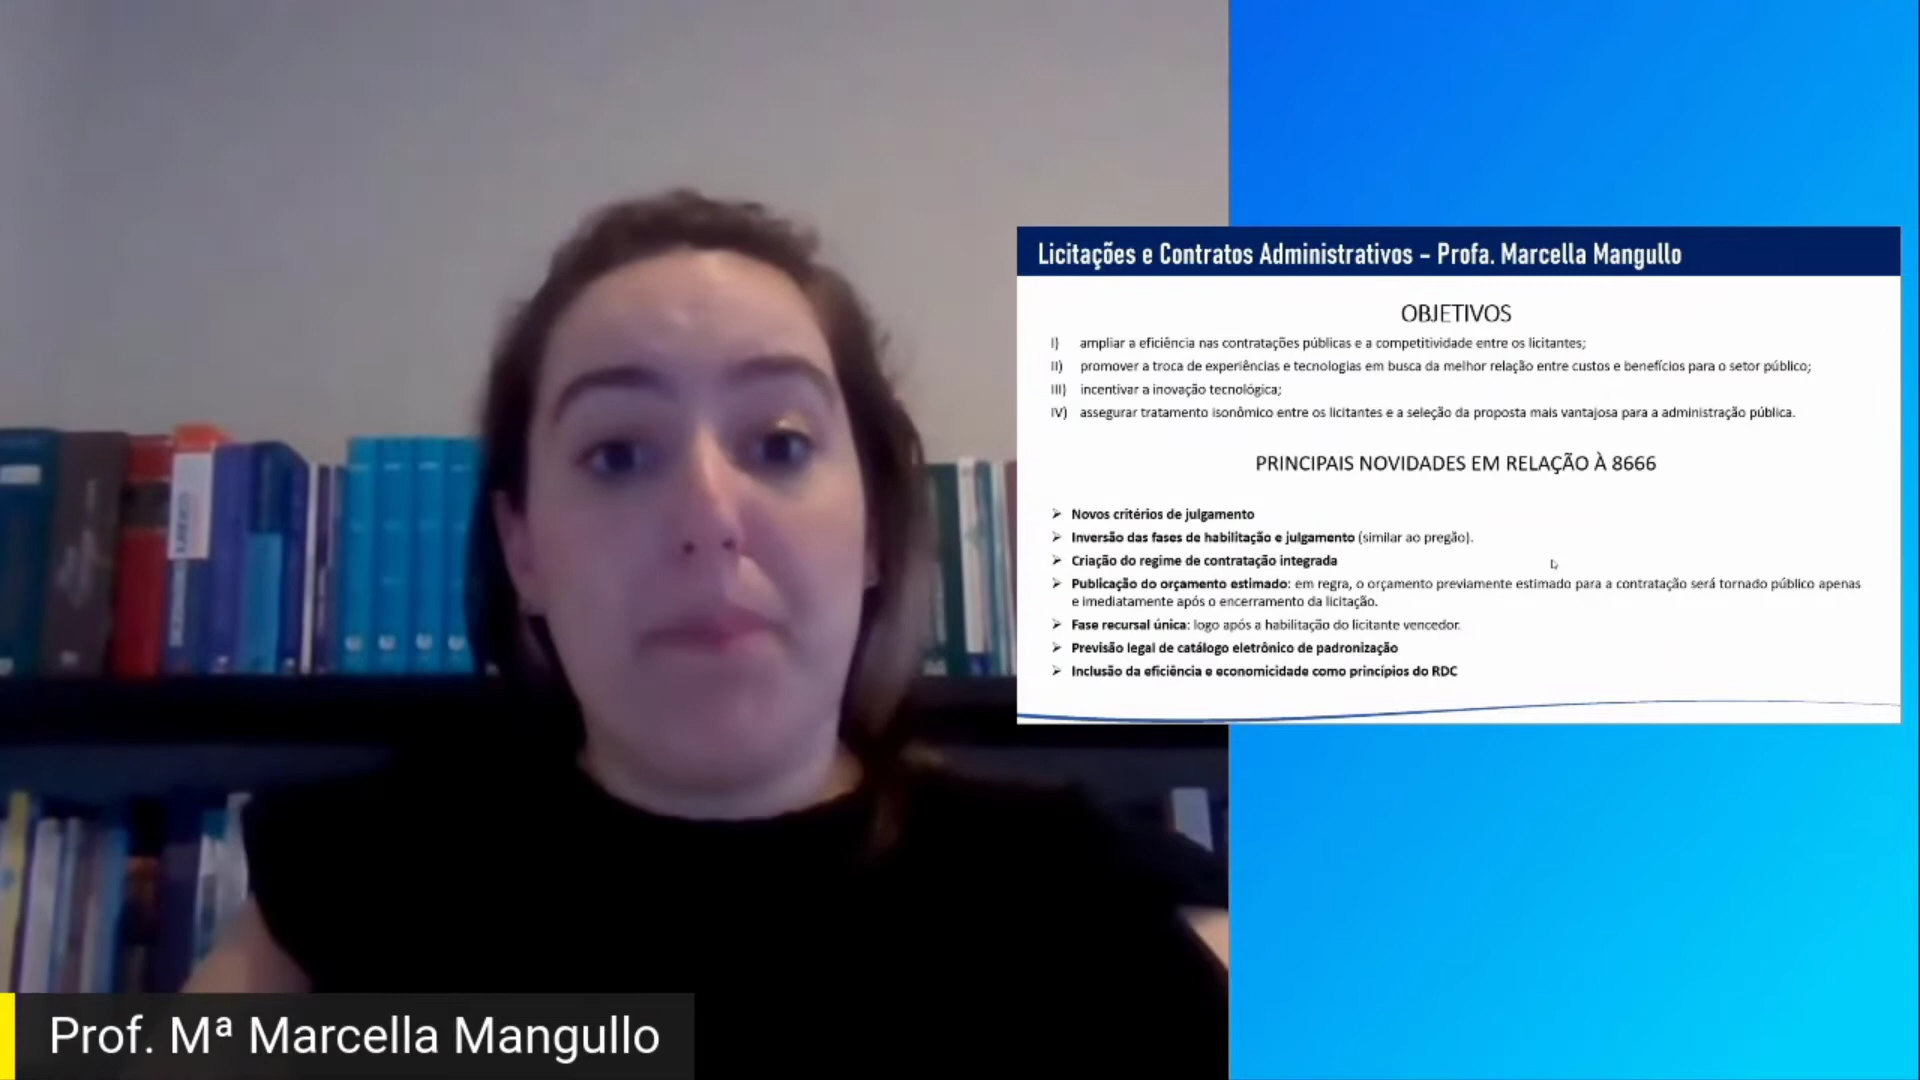 Licitações e Contratos Administrativos – Profa. Marcella Mangullo
OBJETIVOS
I) ampliar a eficiência nas contratações públicas e a competitividade entre os licitantes;
II) promover a troca de experiências e tecnologias em busca da melhor relação entre custos e benefícios para o setor público;
III) incentivar a inovação tecnológica;
IV) assegurar tratamento isonômico entre os licitantes e a seleção da proposta mais vantajosa para a administração pública.
PRINCIPAIS NOVIDADES EM RELAÇÃO À 8666
➢ Novos critérios de julgamento
➢ Inversão das fases de habilitação e julgamento (similar ao pregão).
➢ Criação do regime de contratação integrada
➢ Publicação do orçamento estimado: em regra, o orçamento previamente estimado para a contratação será tornado público apenas
e imediatamente após o encerramento da licitação.
➢ Fase recursal única: logo após a habilitação do licitante vencedor.
➢ Previsão legal de catálogo eletrônico de padronização
➢ Inclusão da eficiência e economicidade como princípios do RDC
Prof. Mª Marcella Mangullo